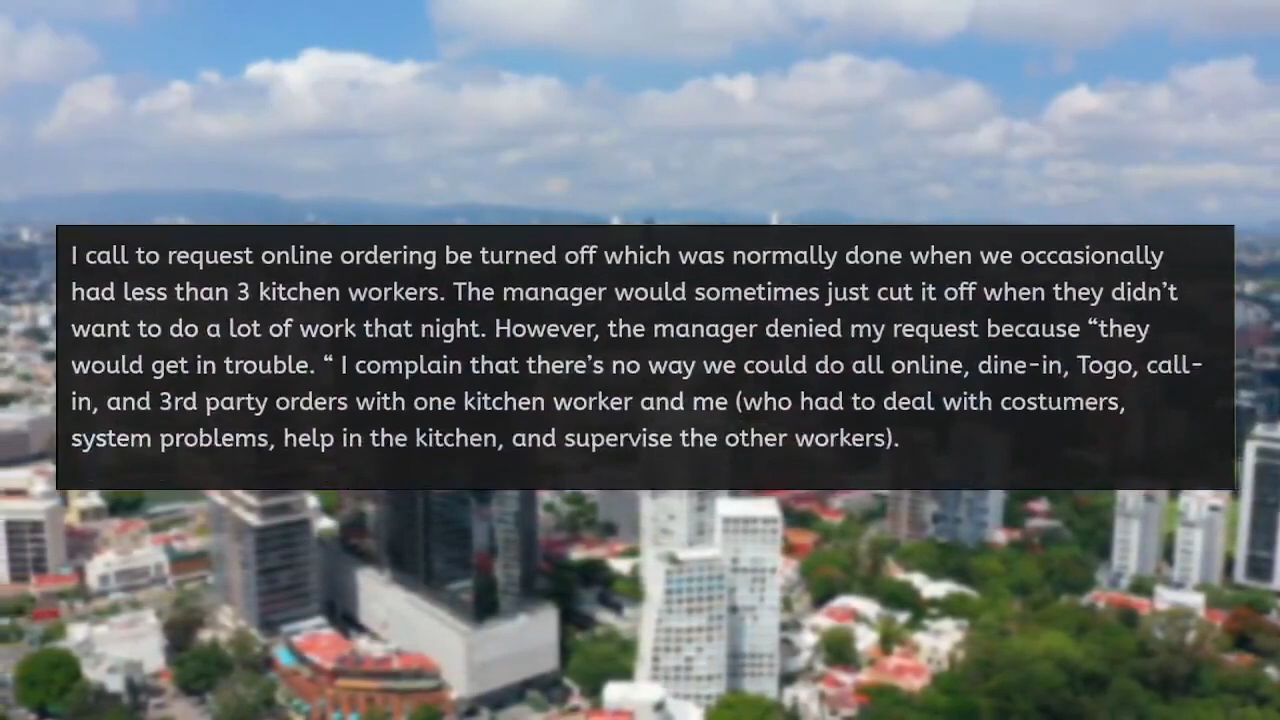 I call to request online ordering be turned off which was normally done when we occasionally
had less than 3 kitchen workers. The manager would sometimes just cut it off when they didn’t
want to do a lot of work that night. However, the manager denied my request because “they
would get in trouble. “ I complain that there’s no way we could do all online, dine-in, Togo, call-
in, and 3rd party orders with one kitchen worker and me (who had to deal with costumers,
system problems, help in the kitchen, and supervise the other workers).